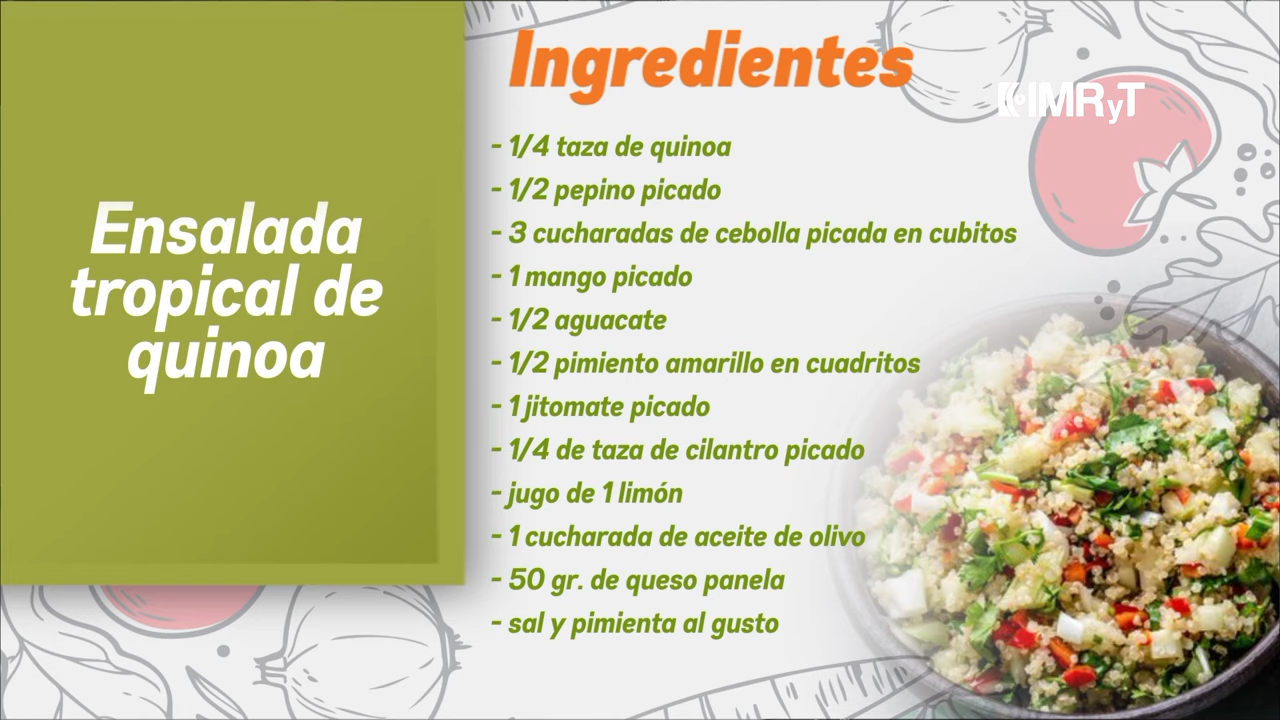 Ensalada
tropical de
quinoa
Ingredientes
IMRyT
- 1/4 taza de quinoa
- 1/2 pepino picado
- 3 cucharadas de cebolla picada en cubitos
- 1 mango picado
- 1/2 aguacate
- 1/2 pimiento amarillo en cuadritos
- 1 jitomate picado
- 1/4 de taza de cilantro picado
- jugo de 1 limón
- 1 cucharada de aceite de olivo
- 50 gr. de queso panela
- sal y pimienta al gusto